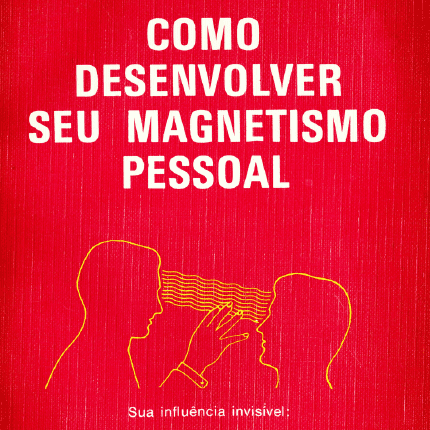 COMO
DESENVOLVER
SEU MAGNETISMO
PESSOAL
Sua influência invisível: